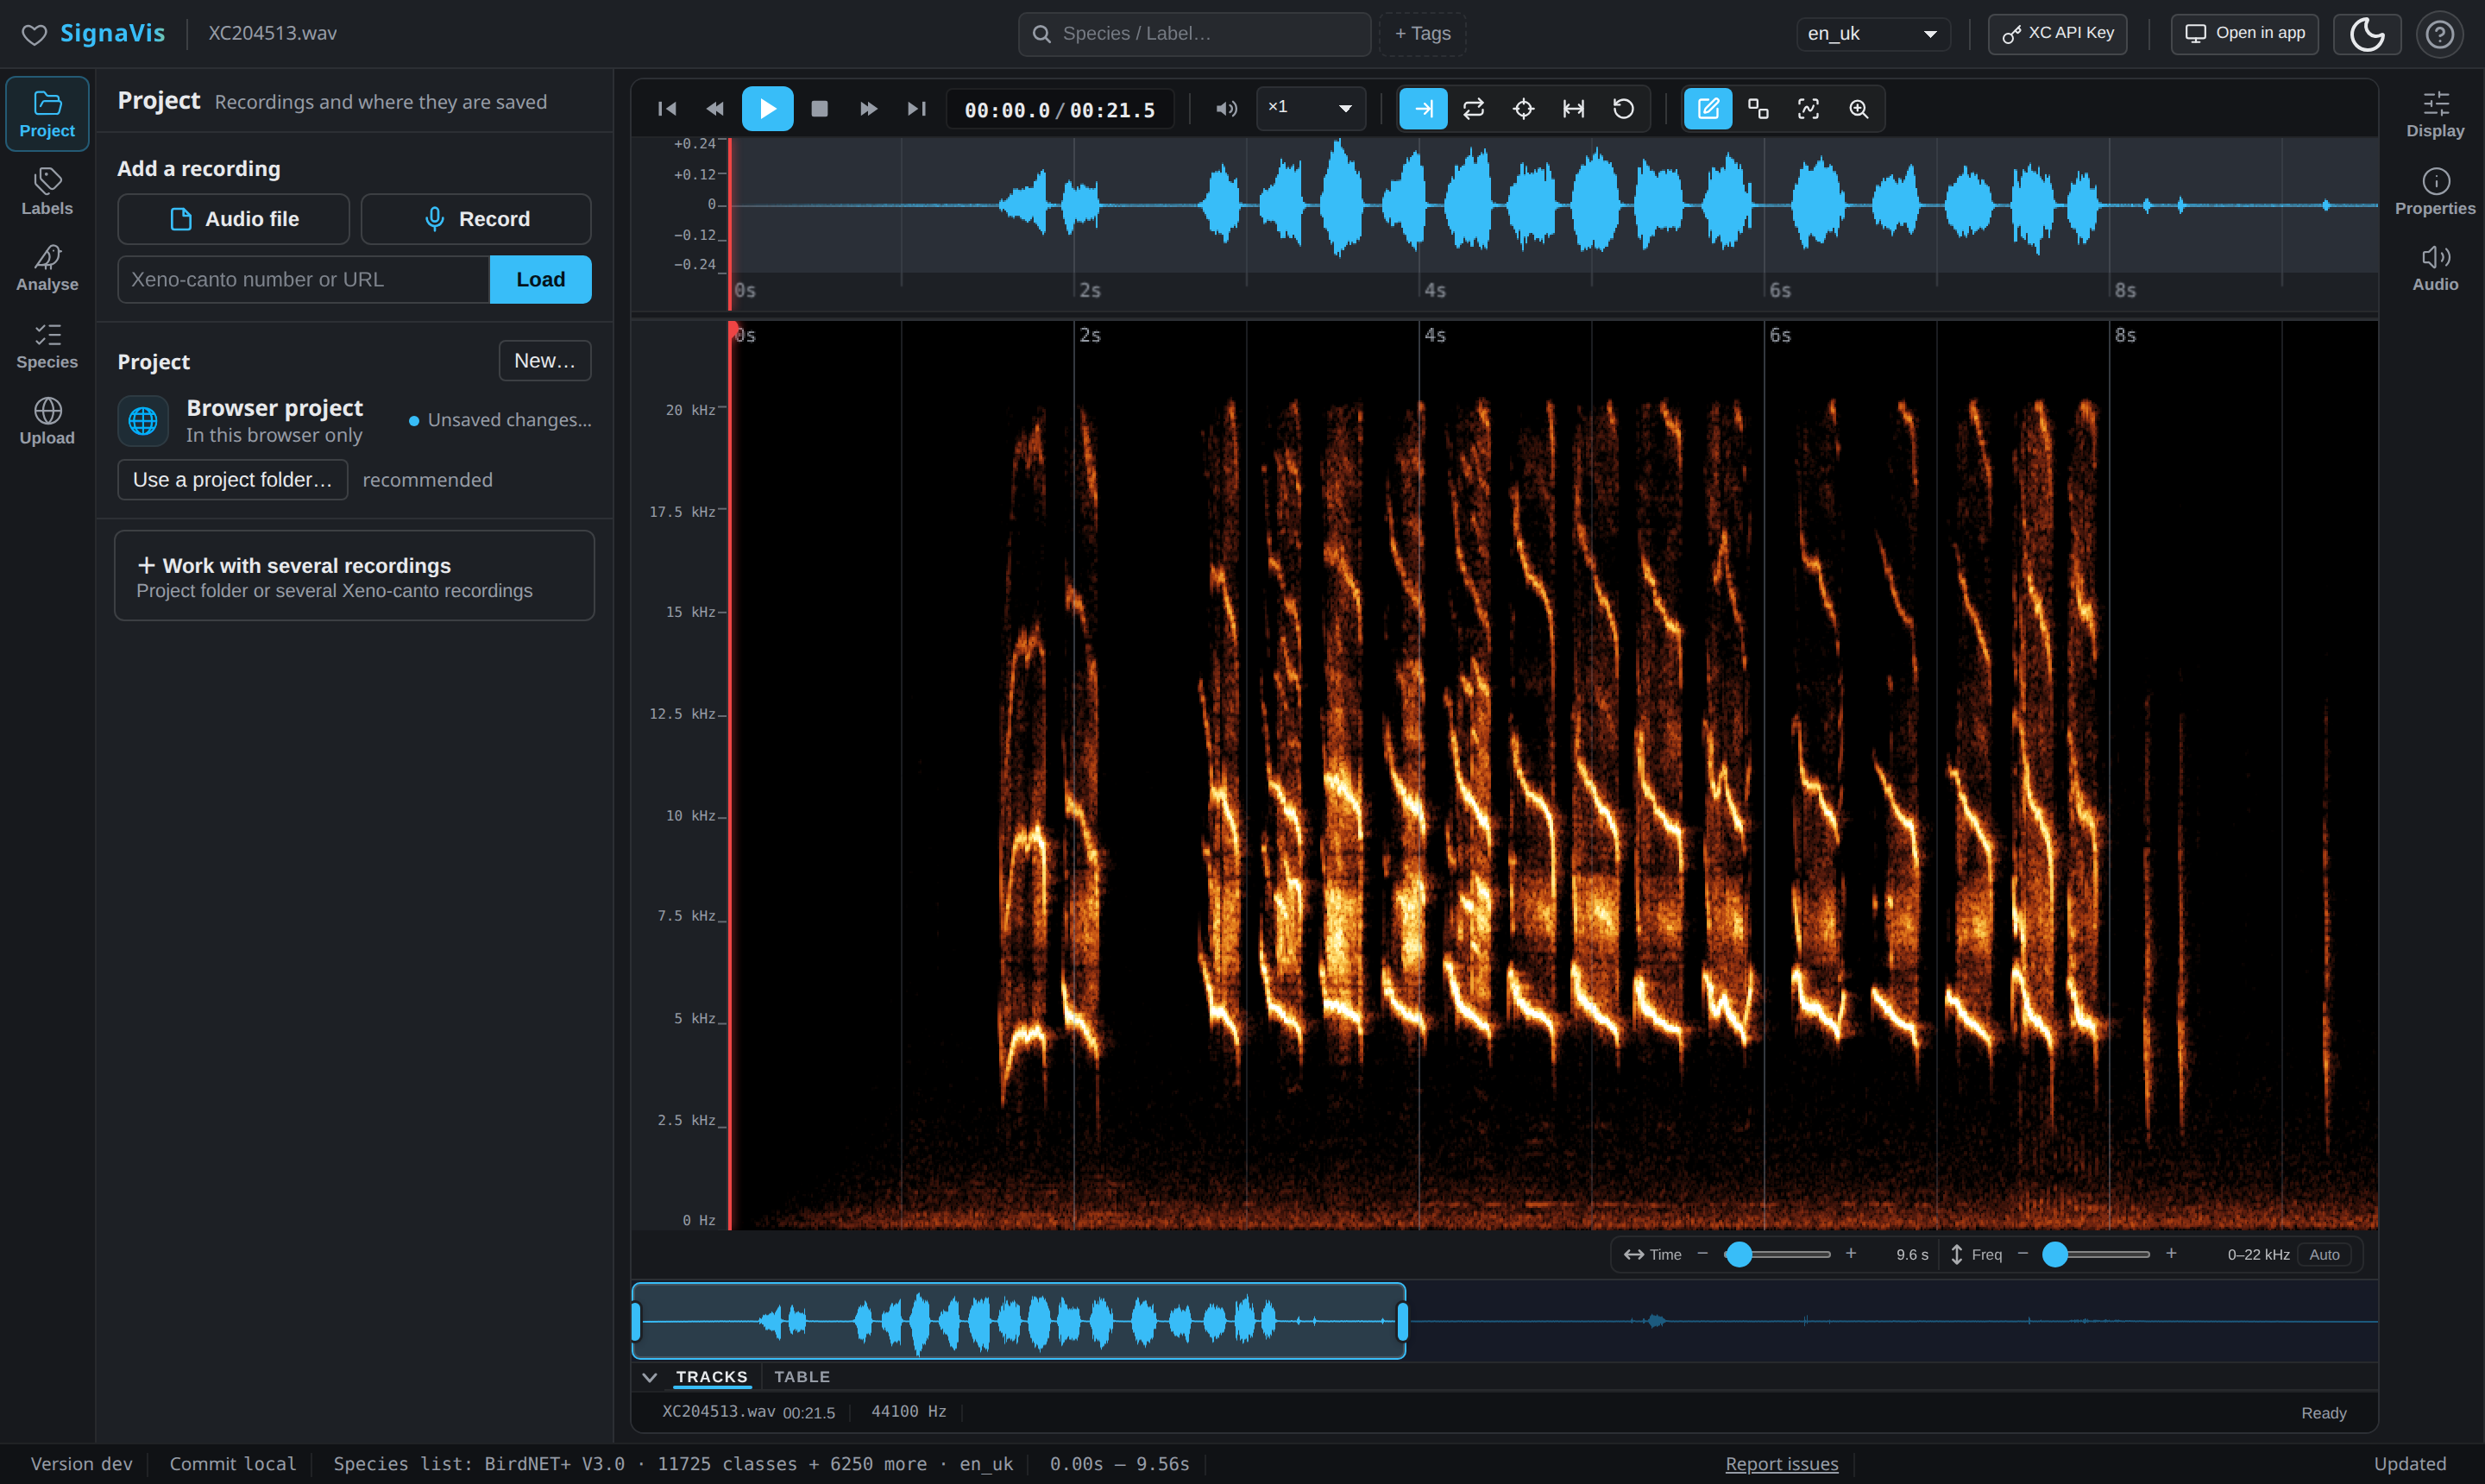 SignaVis XC204513.wav Species / Label… + Tags en_uk XC API Key Open in app
Project
Labels
Analyse
Species
Upload
Project Recordings and where they are saved
Add a recording
Audio file Record
Xeno-canto number or URL Load
Project New…
Browser project
In this browser only
Unsaved changes…
Use a project folder… recommended
+ Work with several recordings
Project folder or several Xeno-canto recordings
00:00.0 / 00:21.5 ×1
+0.24
+0.12
0
−0.12
−0.24
0s 2s 4s 6s 8s
0s 2s 4s 6s 8s
20 kHz
17.5 kHz
15 kHz
12.5 kHz
10 kHz
7.5 kHz
5 kHz
2.5 kHz
0 Hz
Time − + 9.6 s Freq − + 0–22 kHz Auto
TRACKS TABLE
XC204513.wav 00:21.5 44100 Hz Ready
Display
Properties
Audio
Version dev Commit local Species list: BirdNET+ V3.0 · 11725 classes + 6250 more · en_uk 0.00s – 9.56s Report issues Updated